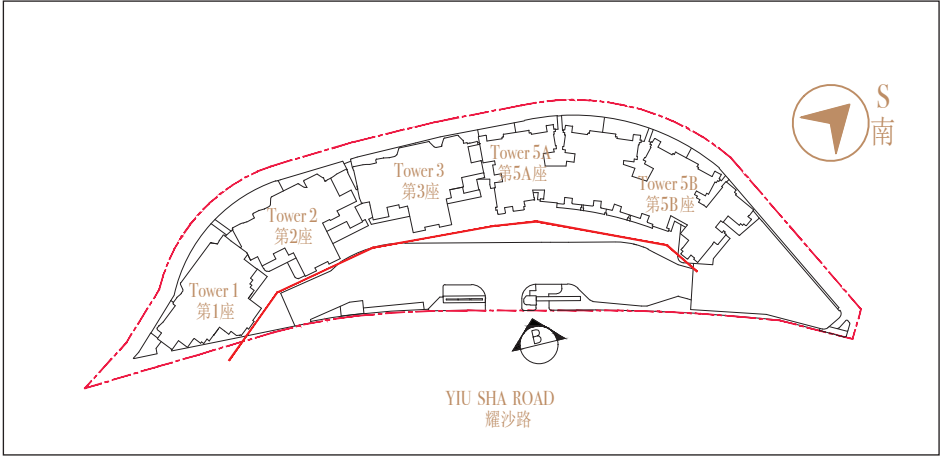 S
南
Tower 5A
第5A座
Tower 3
第3座
Tower 5B
第5B座
Tower 2
第2座
Tower 1
第1座
B
YIU SHA ROAD
耀沙路